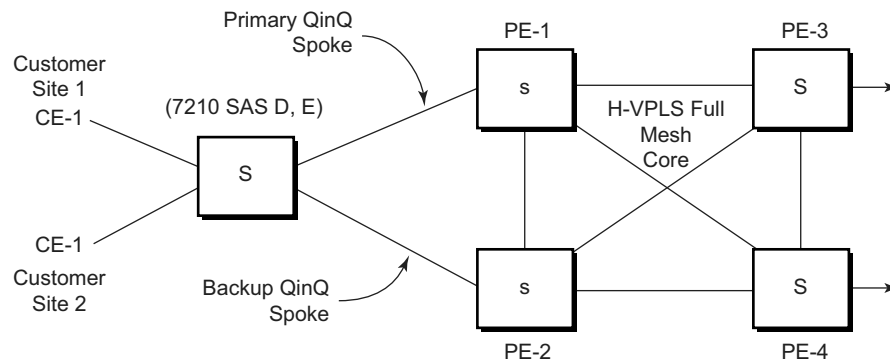 Primary QinQ
Spoke
PE-1
PE-3
Customer
Site 1
CE-1
(7210 SAS D, E)
s
S
H-VPLS Full
Mesh
Core
S
CE-1
Customer
Site 2
Backup QinQ
Spoke
s
S
PE-2
PE-4